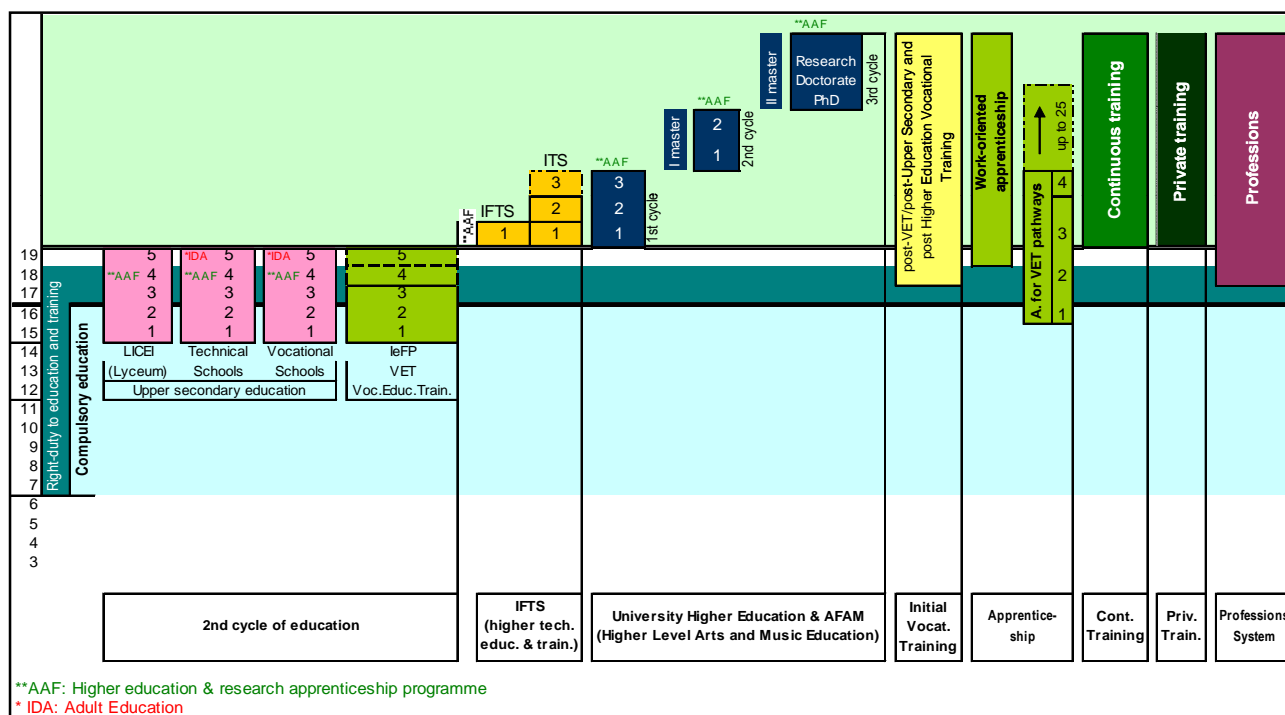 **AAF
II master
Research
Doctorate
PhD
3rd cycle
**AAF
I master
2
1
2nd cycle
**AAF
3
2
1
1st cycle
ITS
3
2
1
IFTS
1
**AAF
post-VET/post-Upper Secondary and
post Higher Education Vocational
Training
Work-oriented
apprenticeship
up to 25
A. for VET pathways
4
3
2
1
Continuous training
Private training
Professions
19
18
17
16
15
14
13
12
11
10
9
8
7
6
5
4
3
Right-duty to education and training
Compulsory education
5
**AAF 4
3
2
1
LICEI
(Lyceum)
*IDA 5
**AAF 4
3
2
1
Technical
Schools
*IDA 5
**AAF 4
3
2
1
Vocational
Schools
Upper secondary education
5
4
3
2
1
IeFP
VET
Voc.Educ.Train.
2nd cycle of education
IFTS
(higher tech.
educ. & train.)
University Higher Education & AFAM
(Higher Level Arts and Music Education)
Initial
Vocat.
Training
Apprentice-
ship
Cont.
Training
Priv.
Train.
Professions
System
**AAF: Higher education & research apprenticeship programme
* IDA: Adult Education